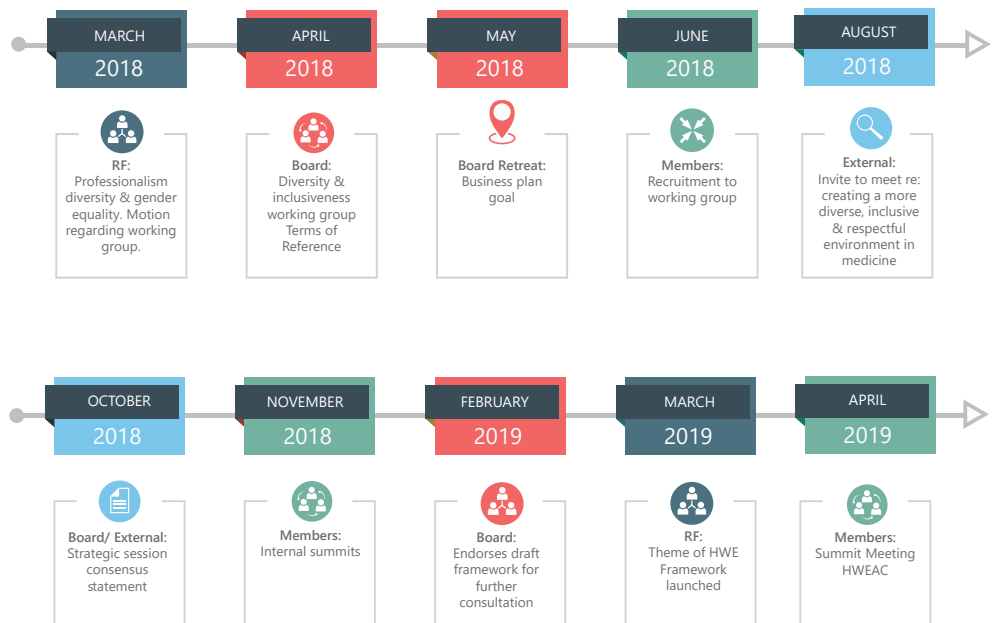 MARCH
2018
APRIL
2018
MAY
2018
JUNE
2018
AUGUST
2018
RF:
Professionalism
diversity & gender
equality. Motion
regarding working
group.
Board:
Diversity &
inclusiveness
working group
Terms of
Reference
Board Retreat:
Business plan
goal
Members:
Recruitment to
working group
External:
Invite to meet re:
creating a more
diverse, inclusive
& respectful
environment in
medicine
OCTOBER
2018
NOVEMBER
2018
FEBRUARY
2019
MARCH
2019
APRIL
2019
Board/ External:
Strategic session
consensus
statement
Members:
Internal summits
Board:
Endorses draft
framework for
further
consultation
RF:
Theme of HWE
Framework
launched
Members:
Summit Meeting
HWEAC